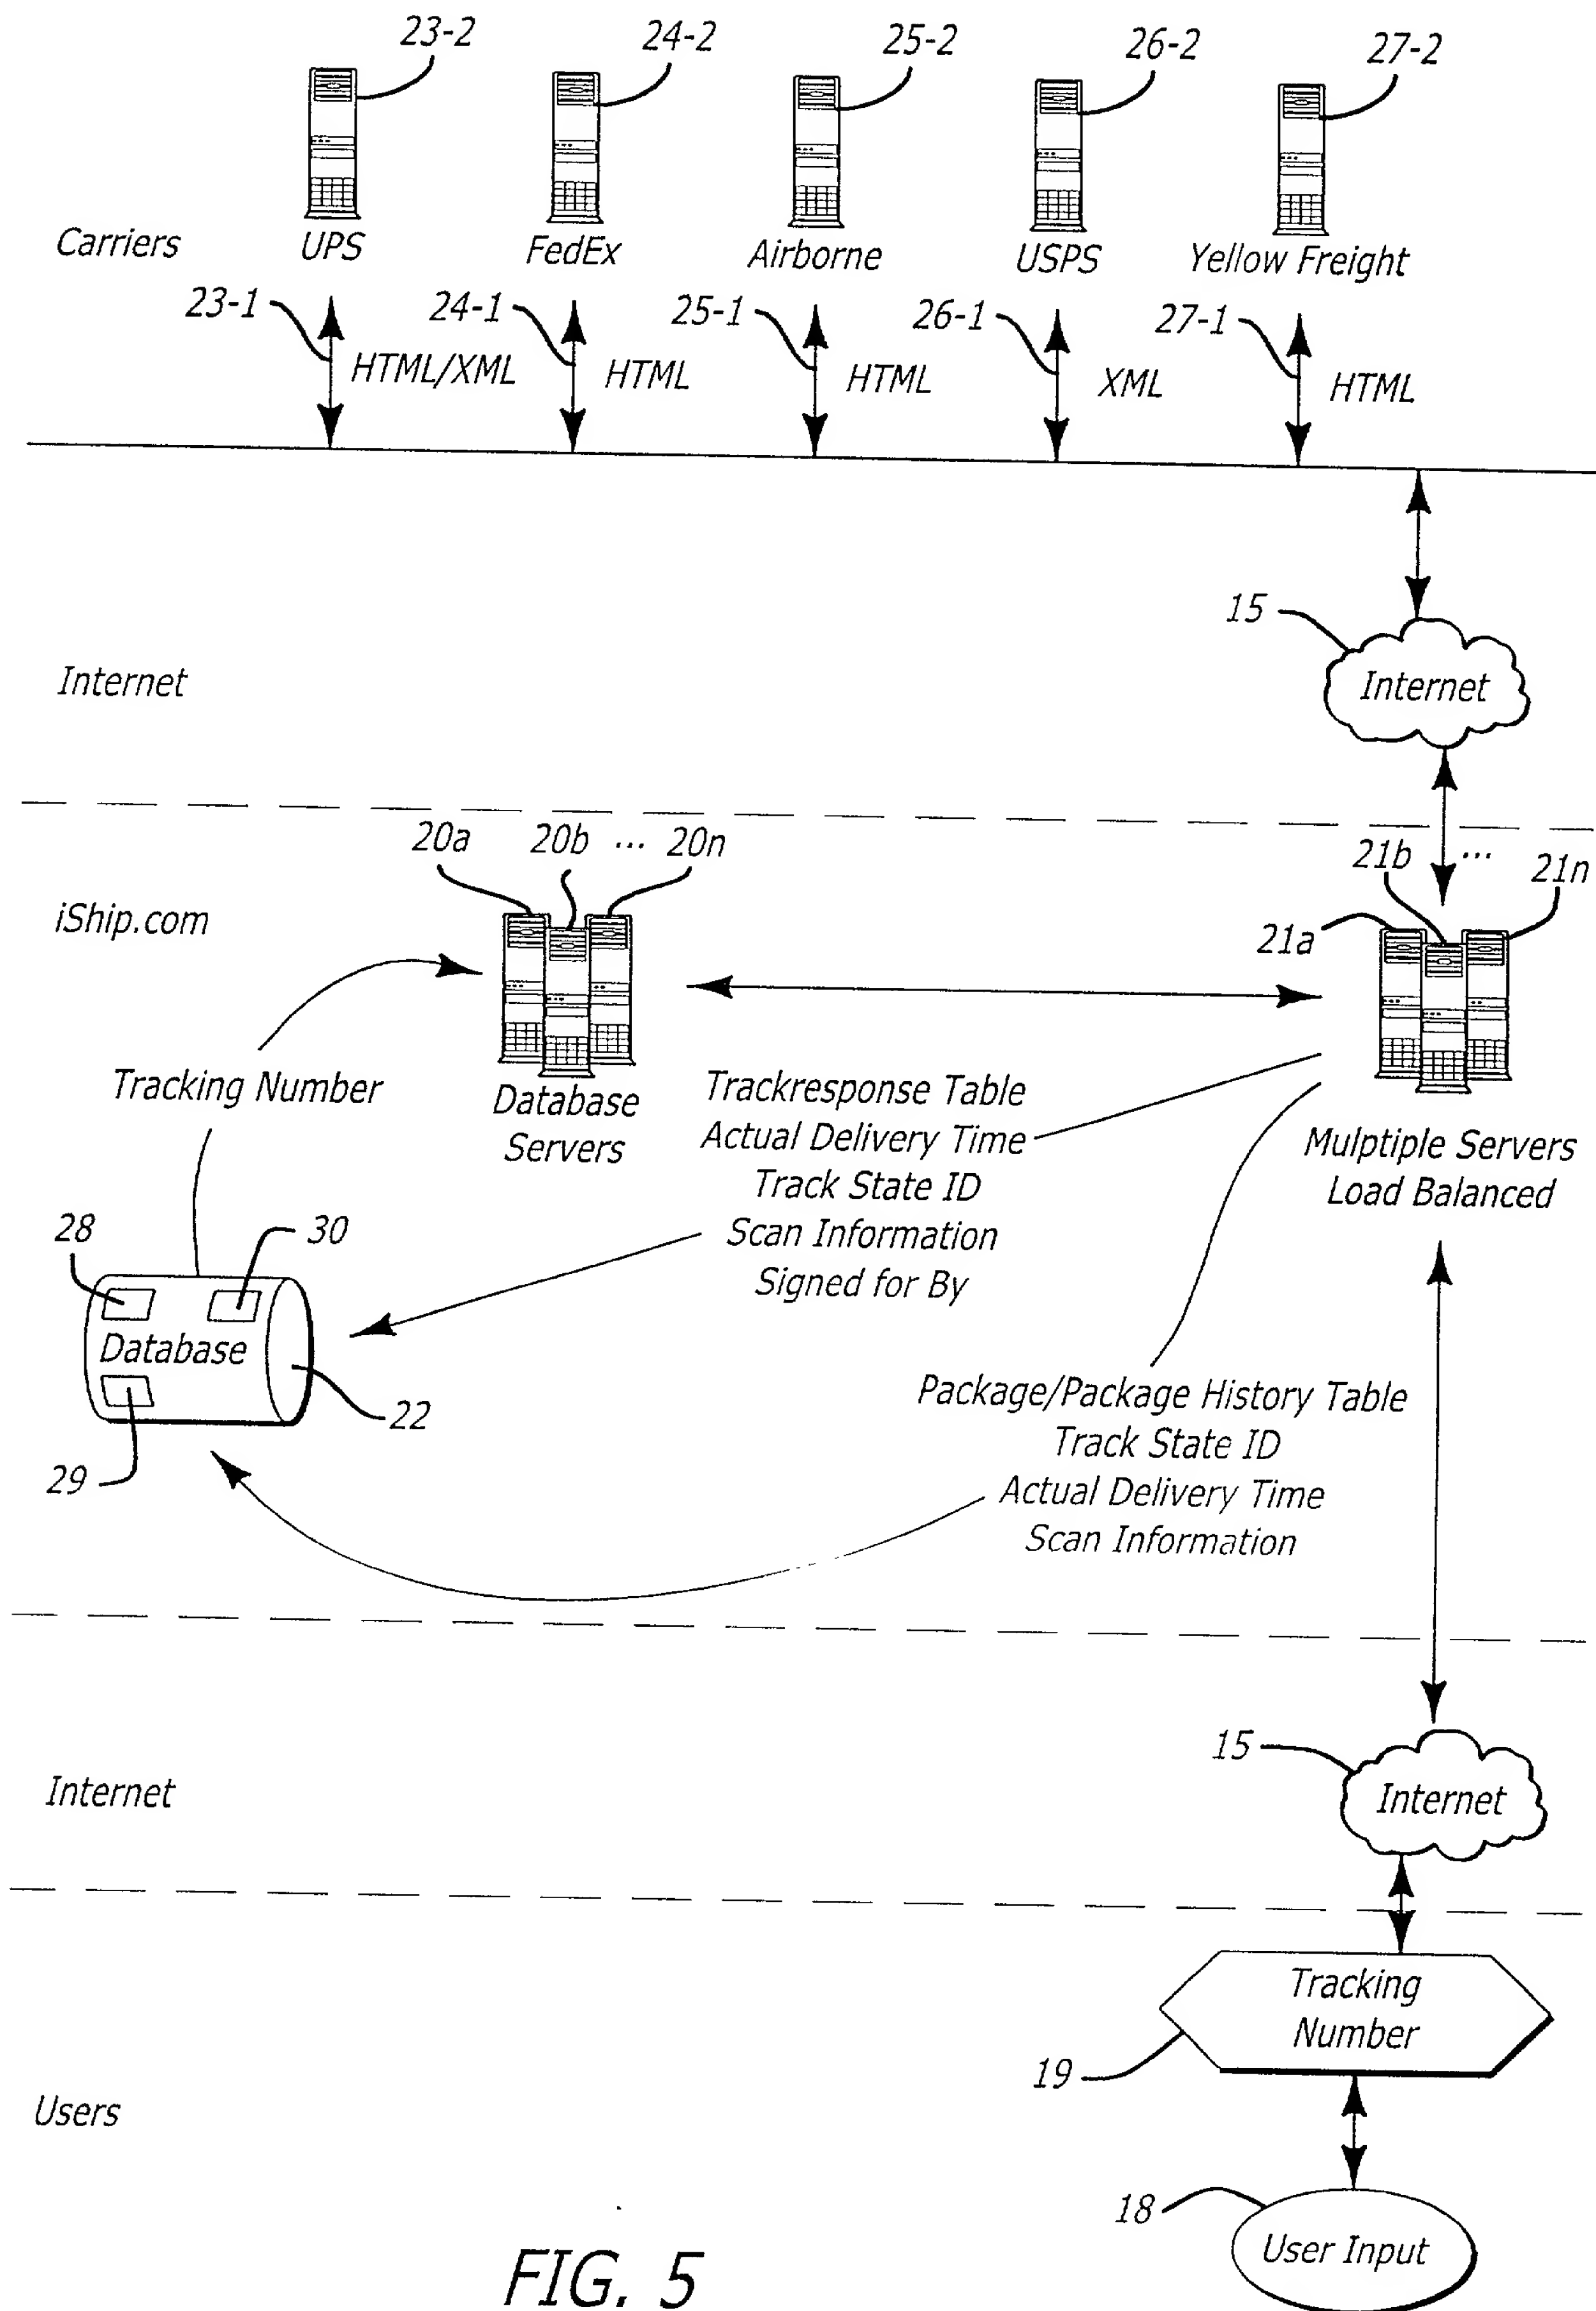 23-2
24-2
25-2
26-2
27-2
Carriers
UPS
FedEx
Airborne
USPS
Yellow Freight
23-1
24-1
25-1
26-1
27-1
HTML/XML
HTML
HTML
XML
HTML
15
Internet
Internet
20a
20b
...
20n
21b
...
21n
iShip.com
21a
Tracking Number
Database
Servers
Trackresponse Table
Actual Delivery Time
Track State ID
Scan Information
Signed for By
Mulptiple Servers
Load Balanced
28
30
Database
22
29
Package/Package History Table
Track State ID
Actual Delivery Time
Scan Information
15
Internet
Internet
Tracking
Number
19
Users
18
User Input
FIG. 5